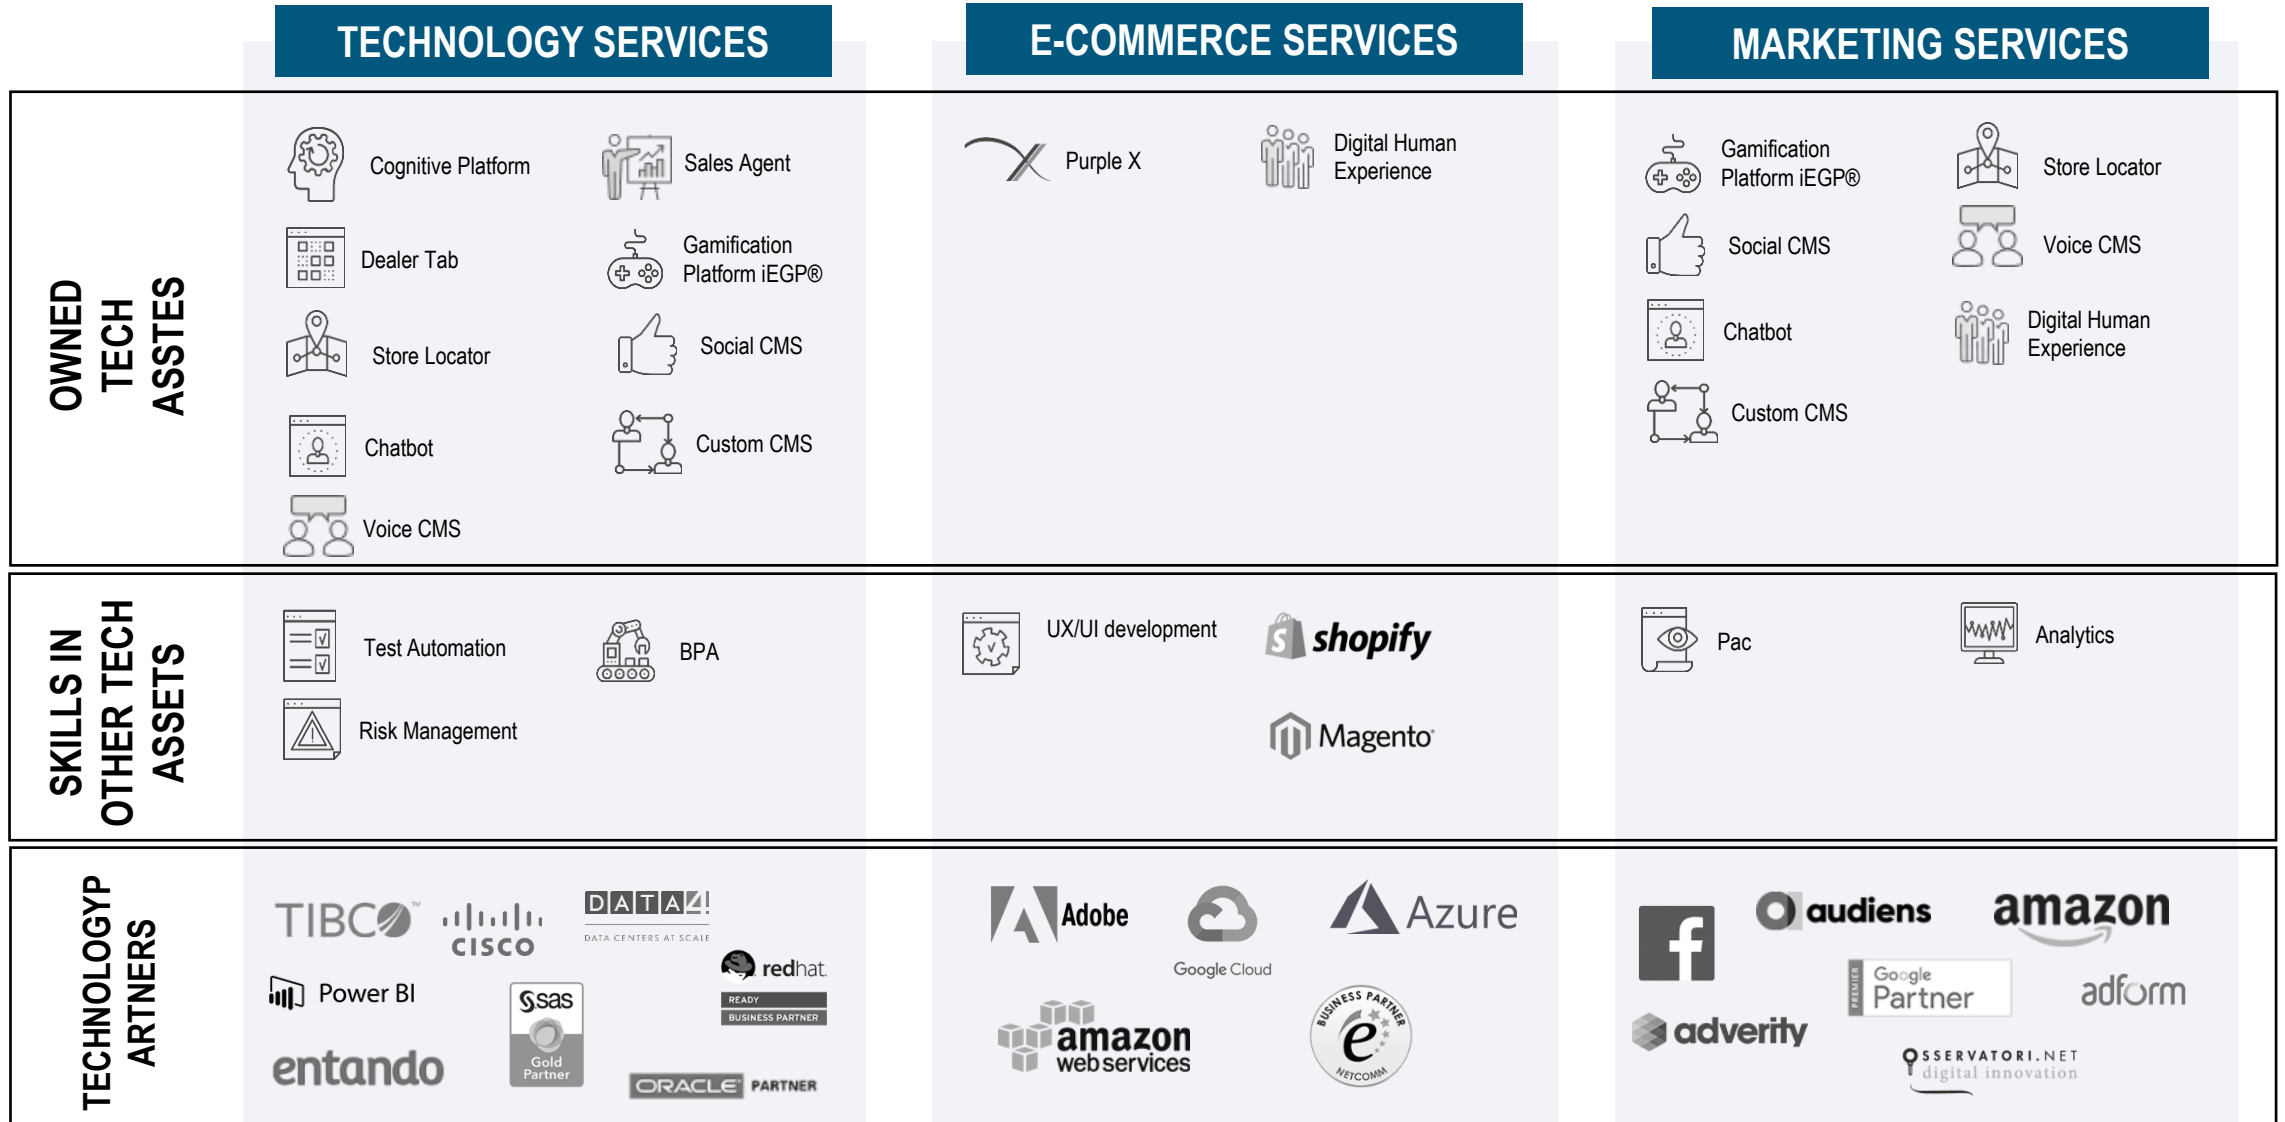 TECHNOLOGY SERVICES
E-COMMERCE SERVICES
MARKETING SERVICES
OWNED
TECH
ASSTES
Cognitive Platform
Sales Agent
Dealer Tab
Gamification
Platform iEGP®
Store Locator
Social CMS
Chatbot
Custom CMS
Voice CMS
Purple X
Digital Human
Experience
Gamification
Platform iEGP®
Store Locator
Social CMS
Voice CMS
Chatbot
Digital Human
Experience
Custom CMS
SKILLS IN
OTHER TECH
ASSETS
Test Automation
BPA
Risk Management
UX/UI development
shopify
Magento
Pac
Analytics
TECHNOLOGYP
ARTNERS
TIBCO™
CISCO
DATA4!
DATA CENTERS AT SCALE
redhat.
READY
BUSINESS PARTNER
Power BI
sas
Gold
Partner
entando
ORACLE PARTNER
Adobe
Google Cloud
Azure
amazon
web services
BUSINESS PARTNER
e
NETCOMM
f
audiens
amazon
PREMIER
Google
Partner
adform
adverity
OSSERVATORI.NET
digital innovation